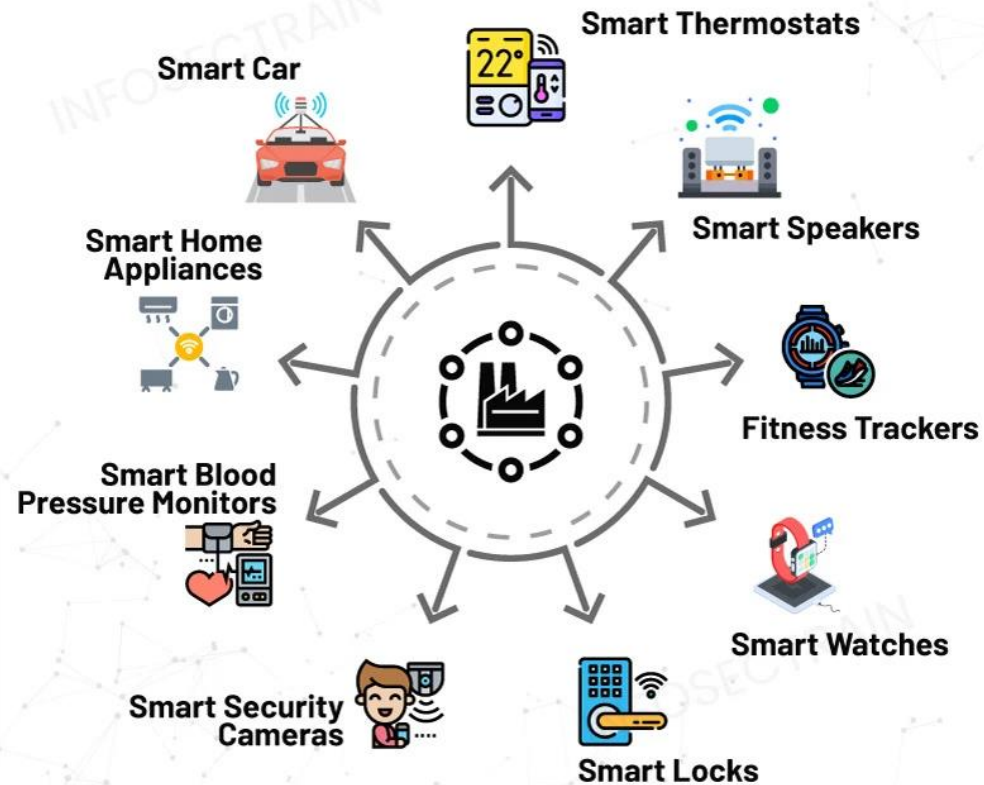 Smart Thermostats
22°
Smart Car
INFOSECTRAIN
Smart Speakers
Smart Home
Appliances
Fitness Trackers
Smart Blood
Pressure Monitors
Smart Watches
INFOSECTRAIN
Smart Security
Cameras
Smart Locks